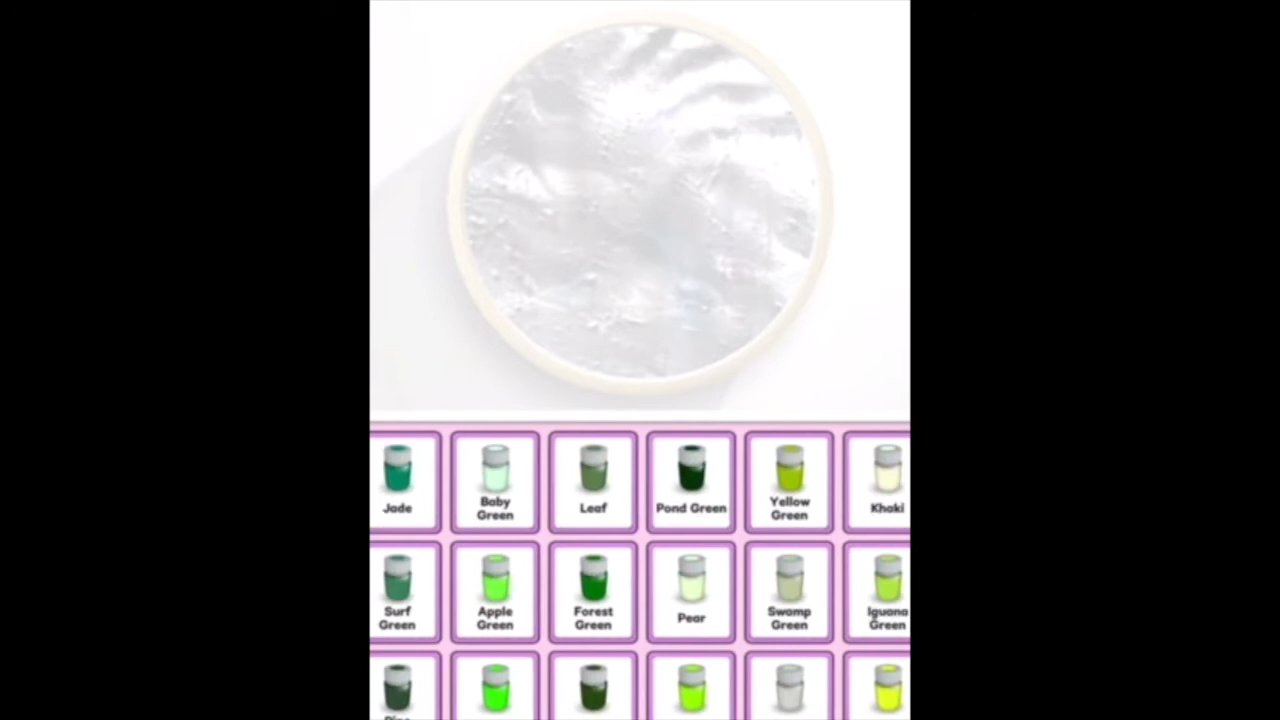 Jade
Baby
Green
Leaf
Pond Green
Yellow
Green
Khaki
Surf
Green
Apple
Green
Forest
Green
Pear
Swamp
Green
Iguana
Green